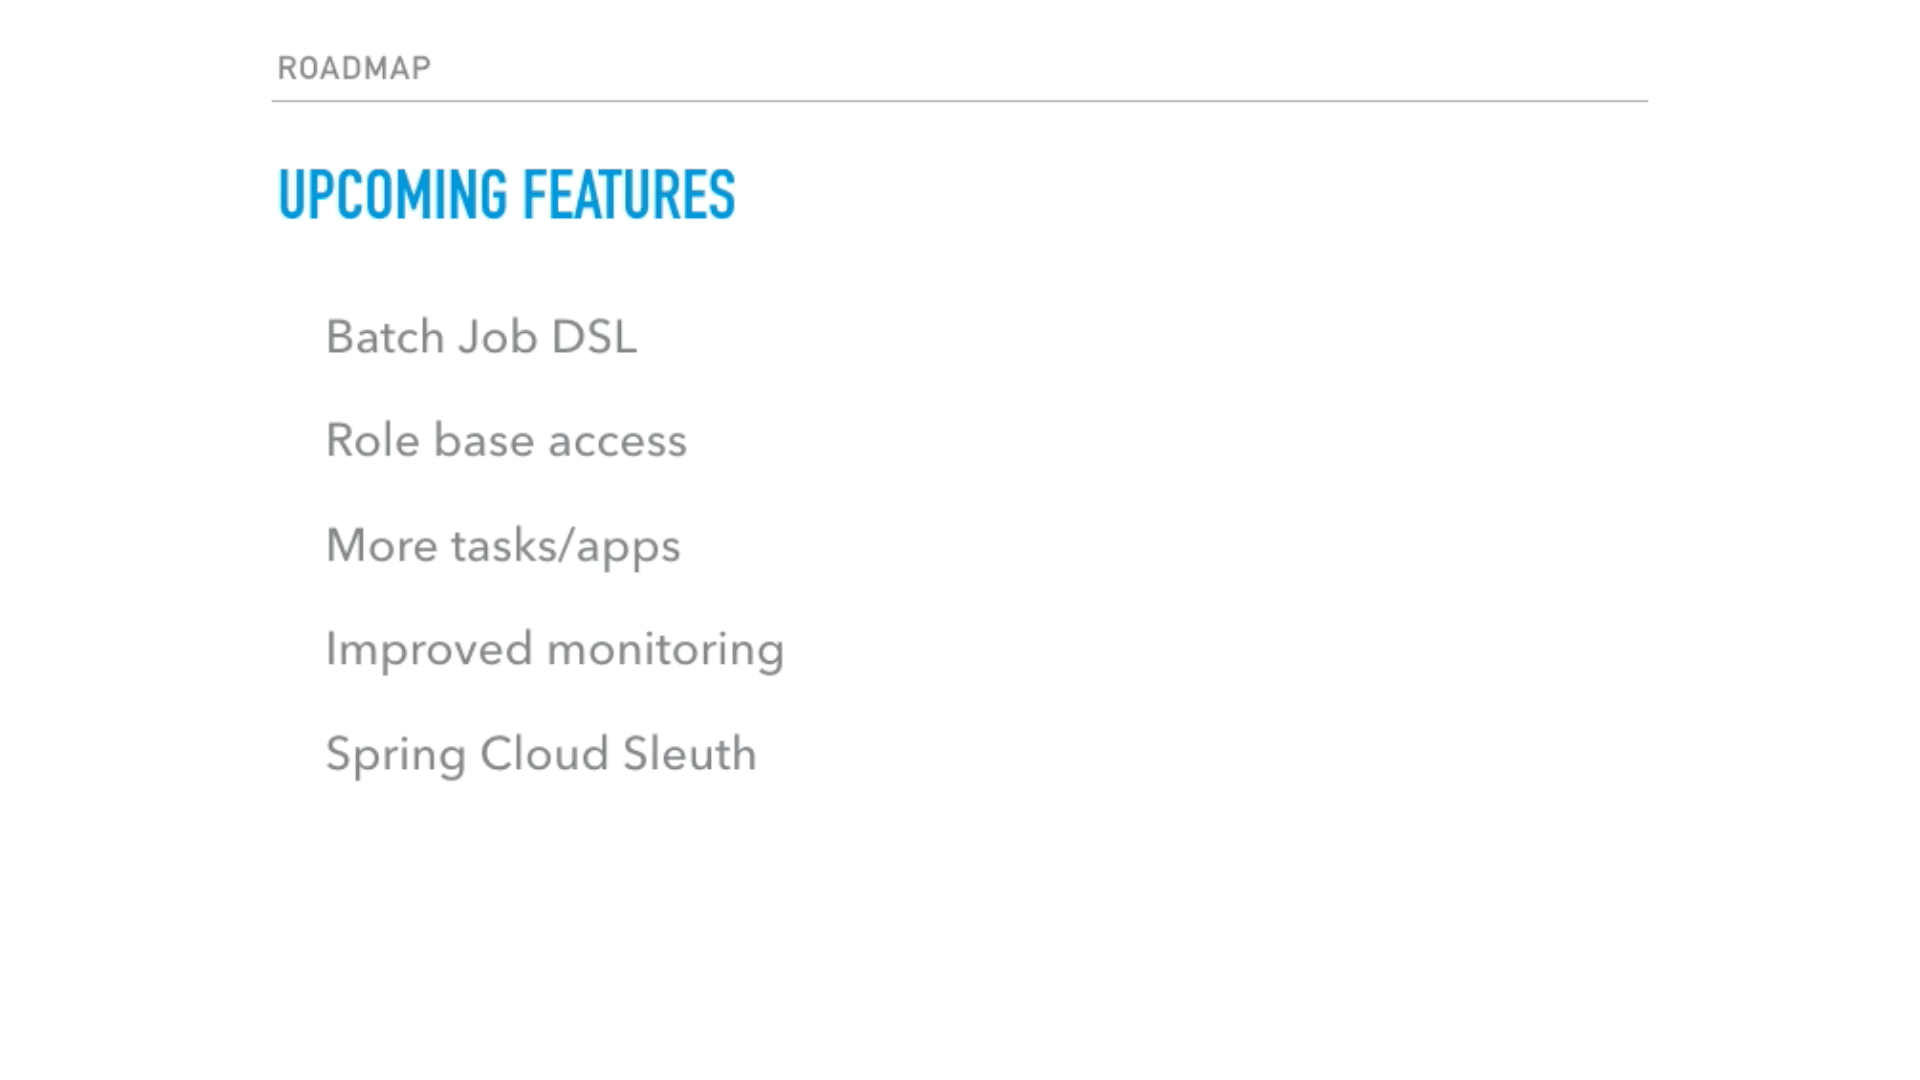 ROADMAP
UPCOMING FEATURES
Batch Job DSL
Role base access
More tasks/apps
Improved monitoring
Spring Cloud Sleuth